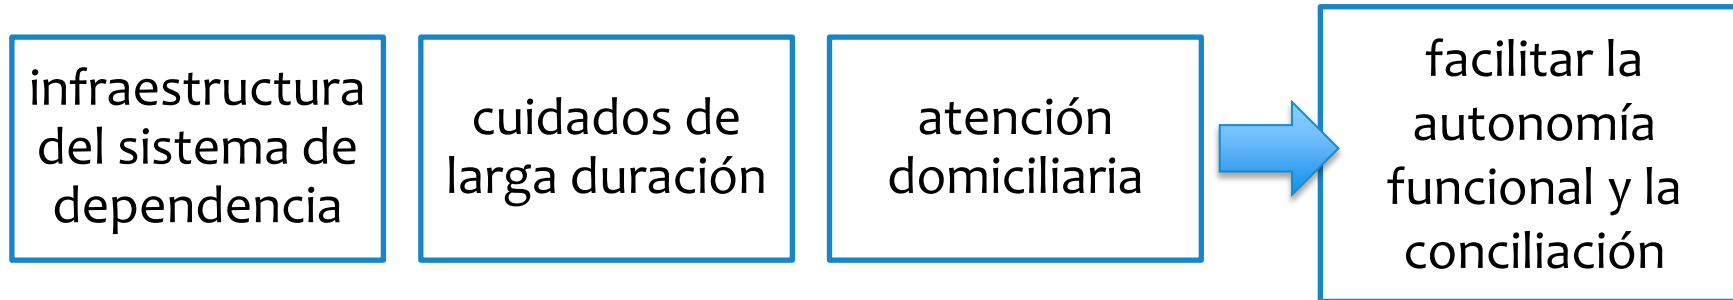 infraestructura
del sistema de
dependencia
cuidados de
larga duración
atención
domiciliaria
facilitar la
autonomía
funcional y la
conciliación